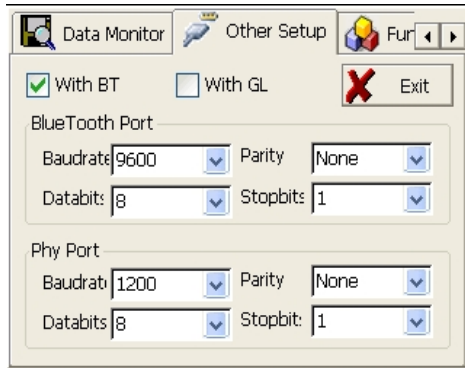 Data Monitor Other Setup Fur
With BT With GL Exit
BlueTooth Port
Baudrate 9600 Parity None
Databits 8 Stopbits 1
Phy Port
Baudrat 1200 Parity None
Databits 8 Stopbit: 1